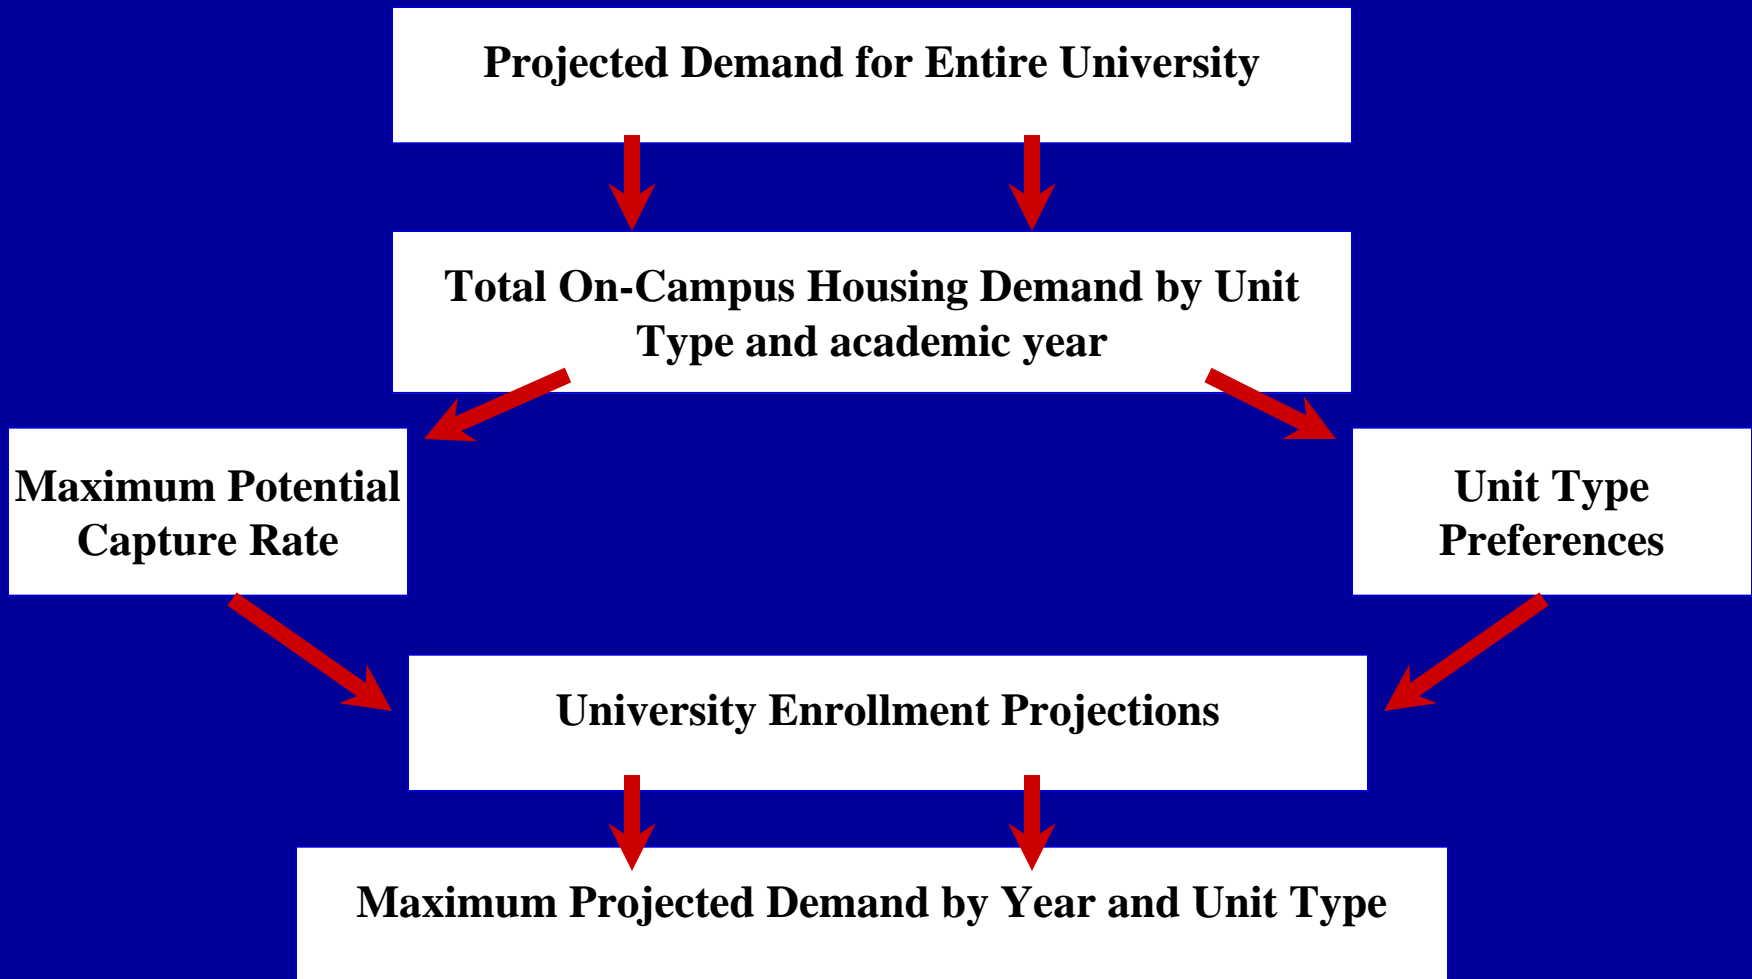 Projected Demand for Entire University
Total On-Campus Housing Demand by Unit
Type and academic year
Maximum Potential
Capture Rate
Unit Type
Preferences
University Enrollment Projections
Maximum Projected Demand by Year and Unit Type